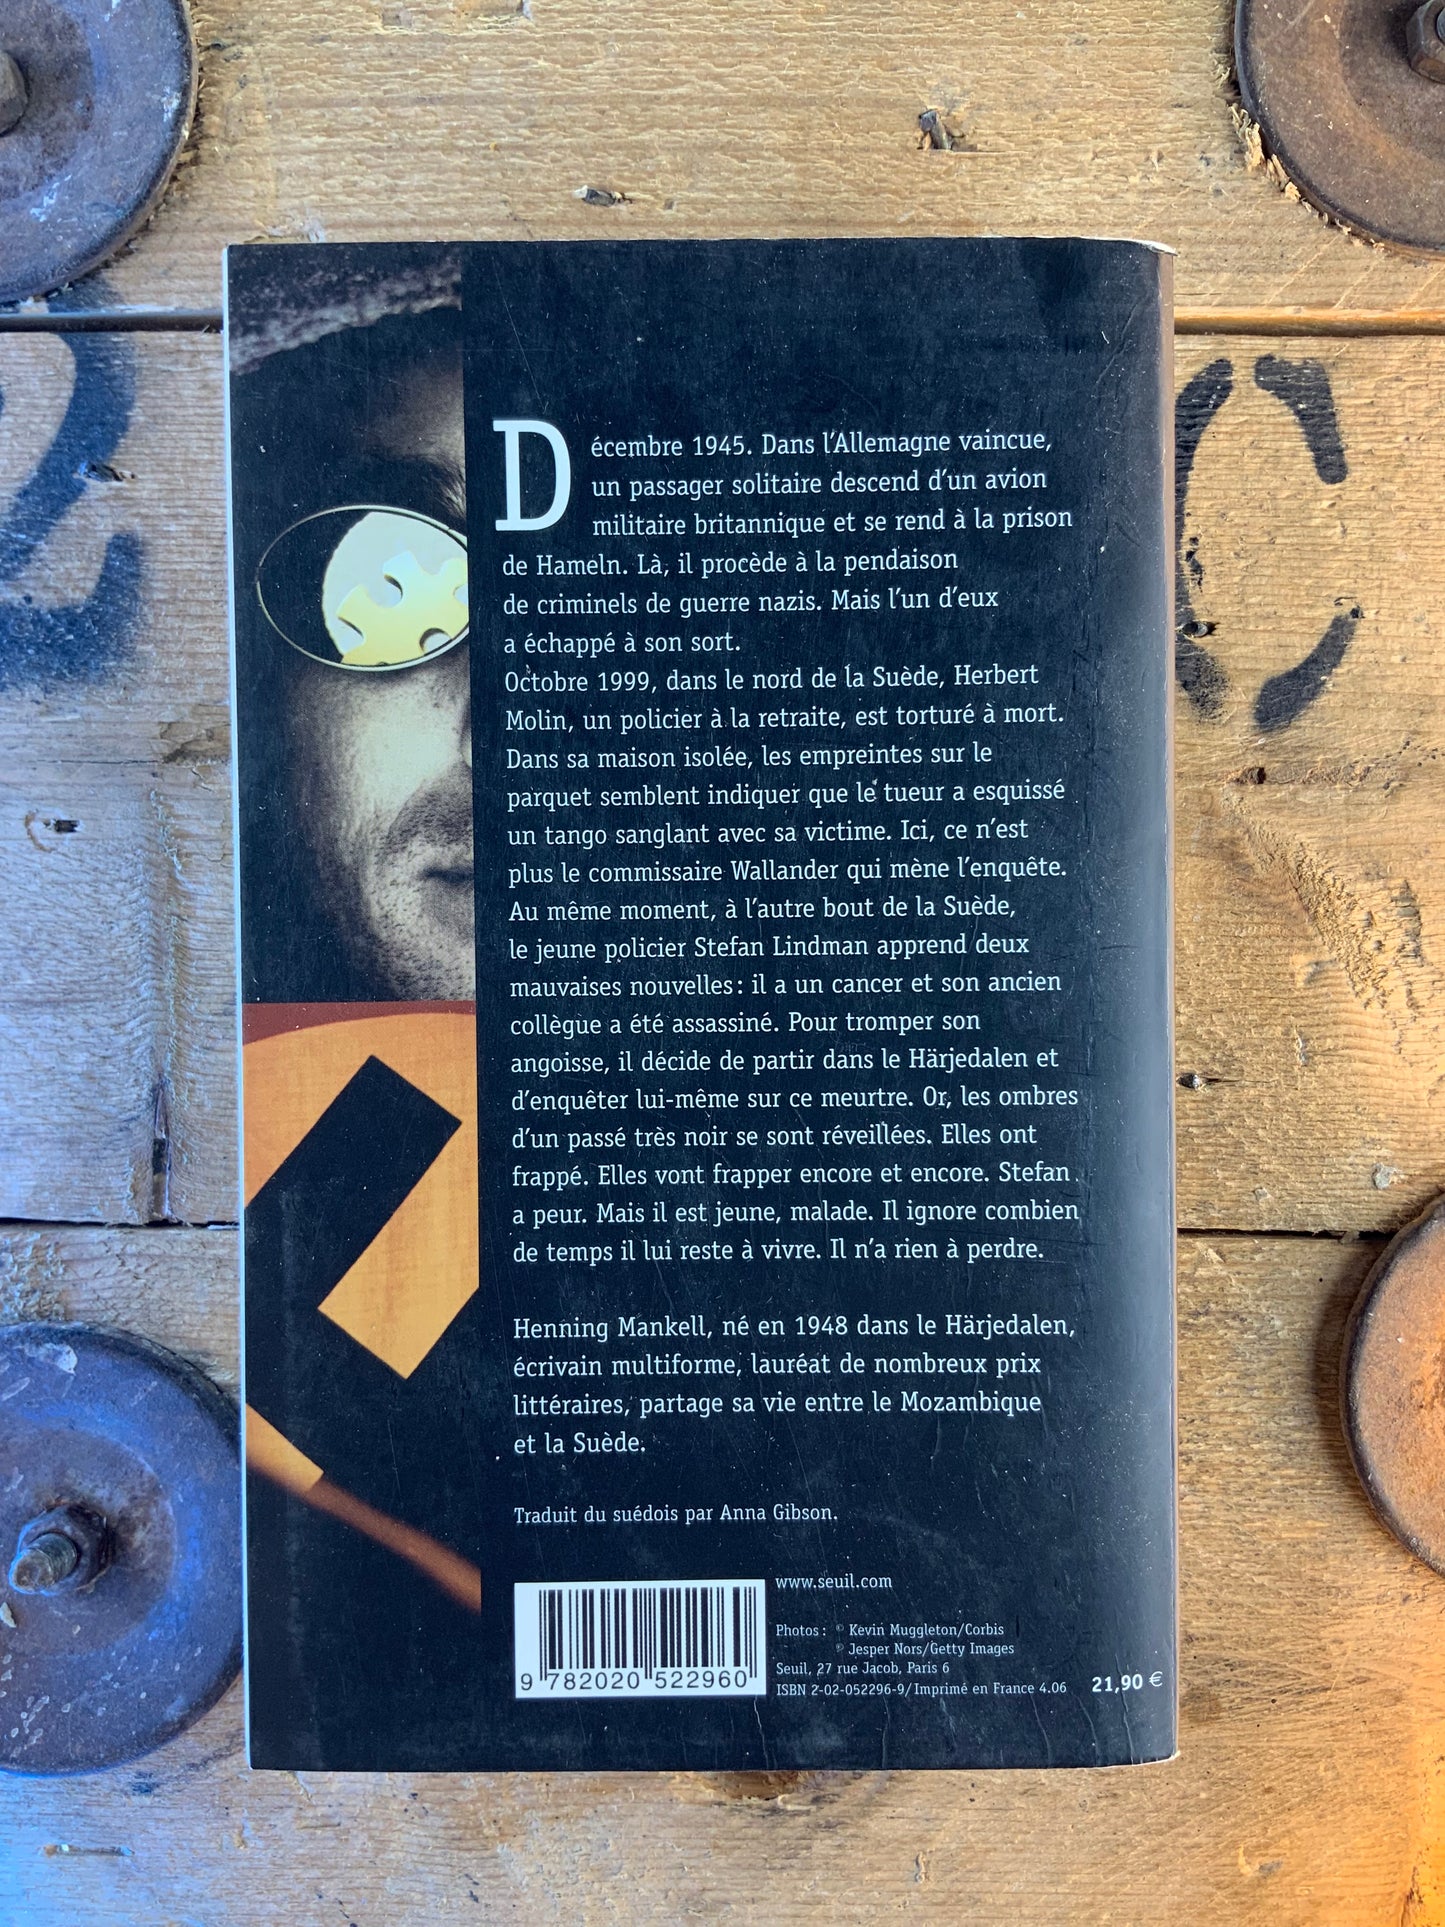 Décembre 1945. Dans l'Allemagne vaincue,
un passager solitaire descend d'un avion
militaire britannique et se rend à la prison
de Hameln. Là, il procède à la pendaison
de criminels de guerre nazis. Mais l'un d'eux
a échappé à son sort.
Octobre 1999, dans le nord de la Suède, Herbert
Molin, un policier à la retraite, est torturé à mort.
Dans sa maison isolée, les empreintes sur le
parquet semblent indiquer que le tueur a esquissé
un tango sanglant avec sa victime. Ici, ce n'est
plus le commissaire Wallander qui mène l'enquête.
Au même moment, à l'autre bout de la Suède,
le jeune policier Stefan Lindman apprend deux
mauvaises nouvelles : il a un cancer et son ancien
collègue a été assassiné. Pour tromper son
angoisse, il décide de partir dans le Härjedalen et
d'enquêter lui-même sur ce meurtre. Or, les ombres
d'un passé très noir se sont réveillées. Elles ont
frappé. Elles vont frapper encore et encore. Stefan
a peur. Mais il est jeune, malade. Il ignore combien
de temps il lui reste à vivre. Il n'a rien à perdre.
Henning Mankell, né en 1948 dans le Härjedalen,
écrivain multiforme, lauréat de nombreux prix
littéraires, partage sa vie entre le Mozambique
et la Suède.
Traduit du suédois par Anna Gibson.
www.seuil.com
Photos : © Kevin Muggleton/Corbis
© Jesper Nors/Getty Images
Seuil, 27 rue Jacob, Paris 6
ISBN 2-02-052296-9/Imprimé en France 4.06
21,90 €
9 782020 522960
C